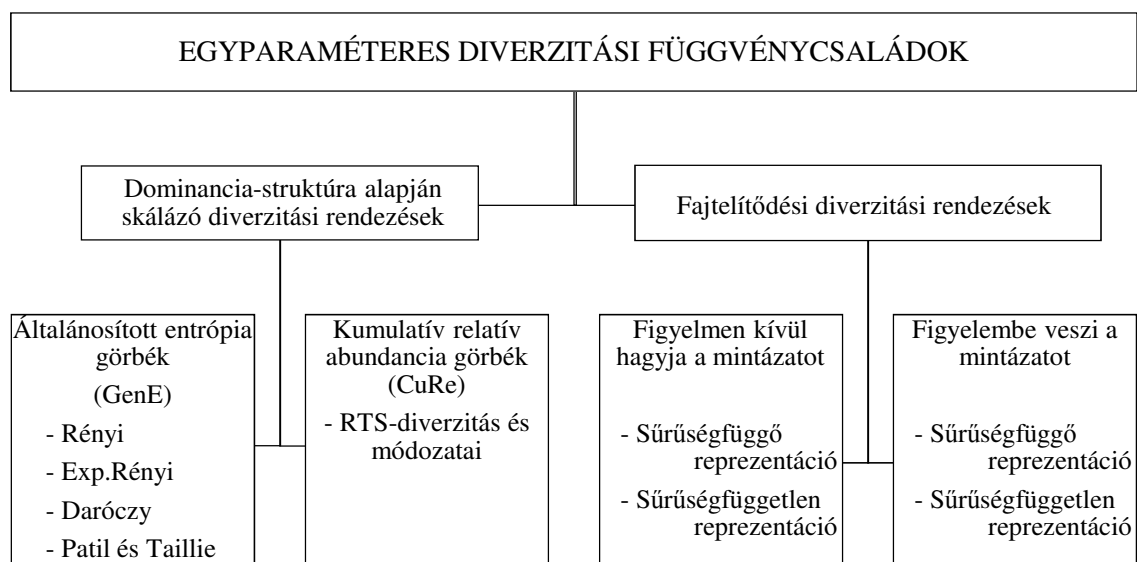 EGYPARAMÉTERES DIVERZITÁSI FÜGGVÉNYCSALÁDOK
Dominancia-struktúra alapján
skálázó diverzitási rendezések
Fajtelítődési diverzitási rendezések
Általánosított entrópia
görbék
(GenE)
- Rényi
- Exp.Rényi
- Daróczy
- Patil és Taillie
Kumulatív relatív
abundancia görbék
(CuRe)
- RTS-diverzitás és
módozatai
Figyelmen kívül
hagyja a mintázatot
- Sűrűségfüggő
reprezentáció
- Sűrűségfüggetlen
reprezentáció
Figyelembe veszi a
mintázatot
- Sűrűségfüggő
reprezentáció
- Sűrűségfüggetlen
reprezentáció